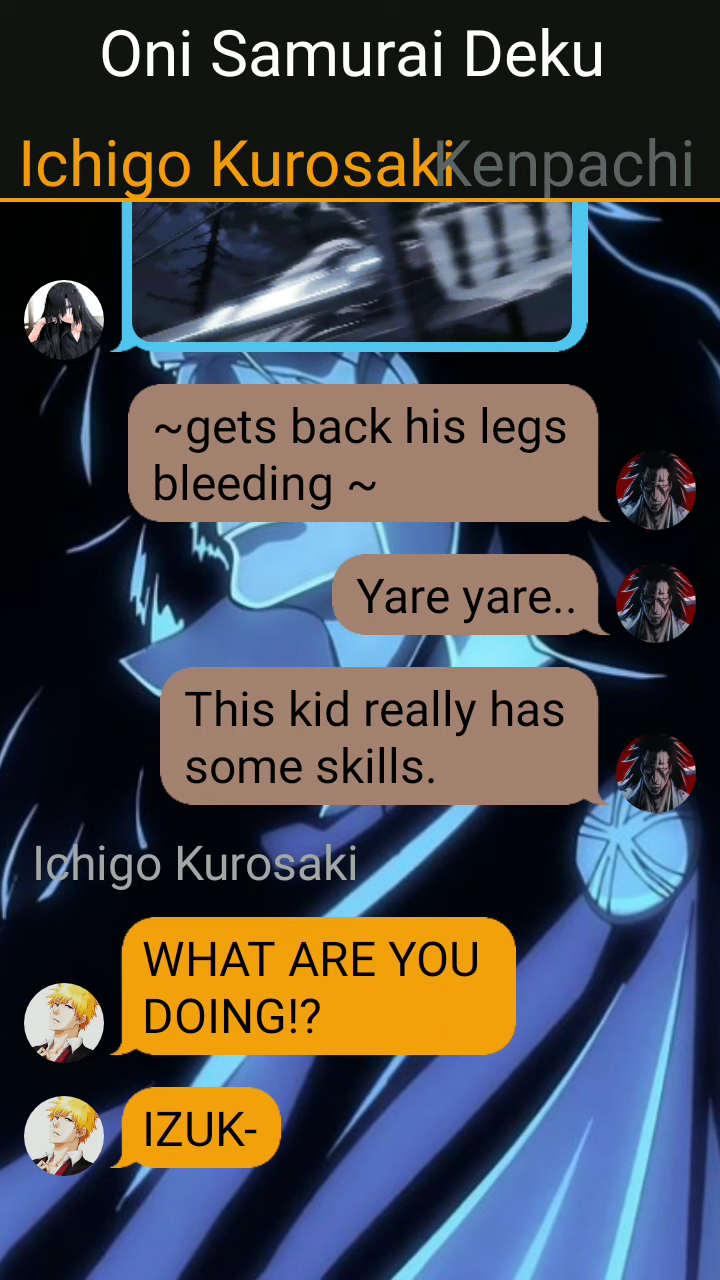 Oni Samurai Deku
Ichigo Kurosaki Kenpachi
~gets back his legs
bleeding ~
Yare yare..
This kid really has
some skills.
Ichigo Kurosaki
WHAT ARE YOU
DOING!?
IZUK-